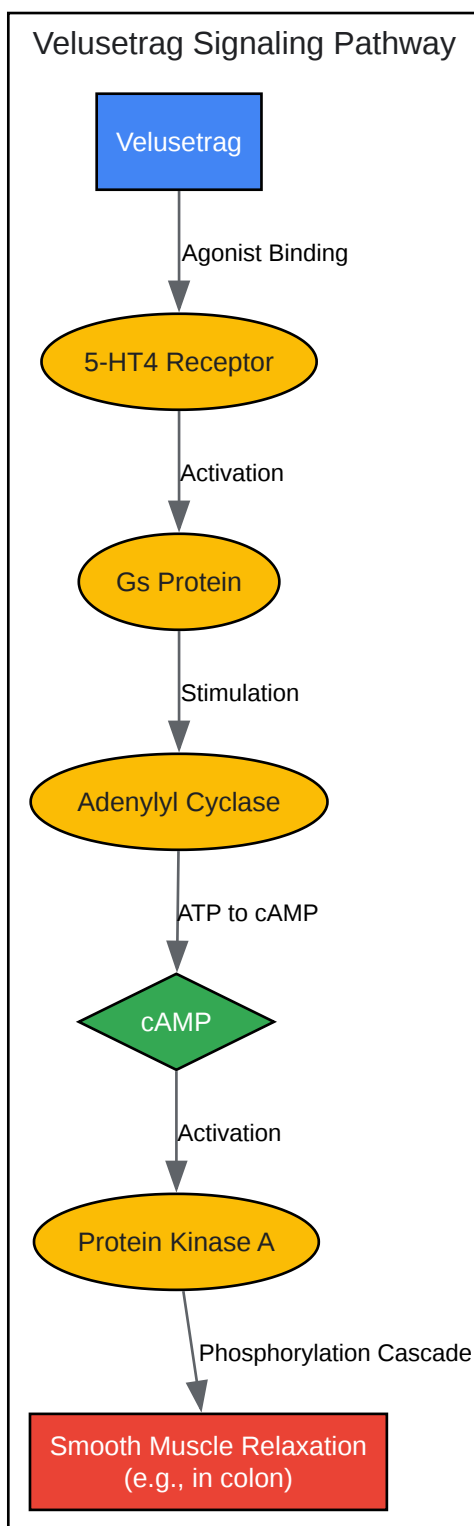 Velusetrag Signaling Pathway
Velusetrag
Agonist Binding
5-HT4 Receptor
Activation
Gs Protein
Stimulation
Adenylyl Cyclase
ATP to cAMP
cAMP
Activation
Protein Kinase A
Phosphorylation Cascade
Smooth Muscle Relaxation
(e.g., in colon)